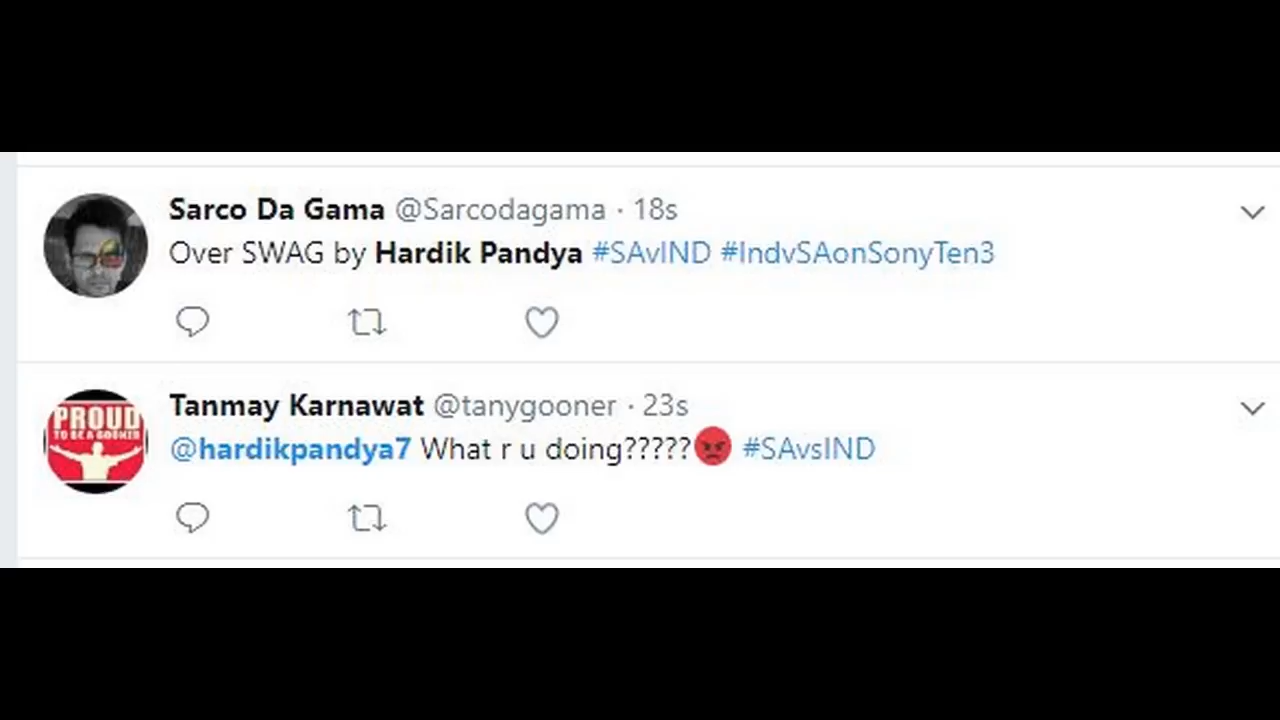 Sarco Da Gama @Sarcodagama · 18s
Over SWAG by Hardik Pandya #SAvIND #IndvSAonSonyTen3
Tanmay Karnawat @tanygooner · 23s
PROUD
TO BE A GOONER
@hardikpandya7 What r u doing?????😡 #SAvsIND